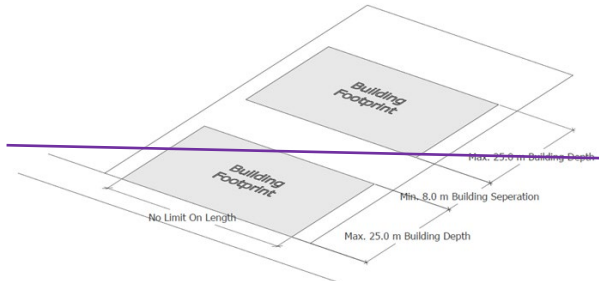 Building
Footprint
Max. 25.0 m Building Depth
Building
Footprint
Min. 8.0 m Building Seperation
No Limit On Length
Max. 25.0 m Building Depth